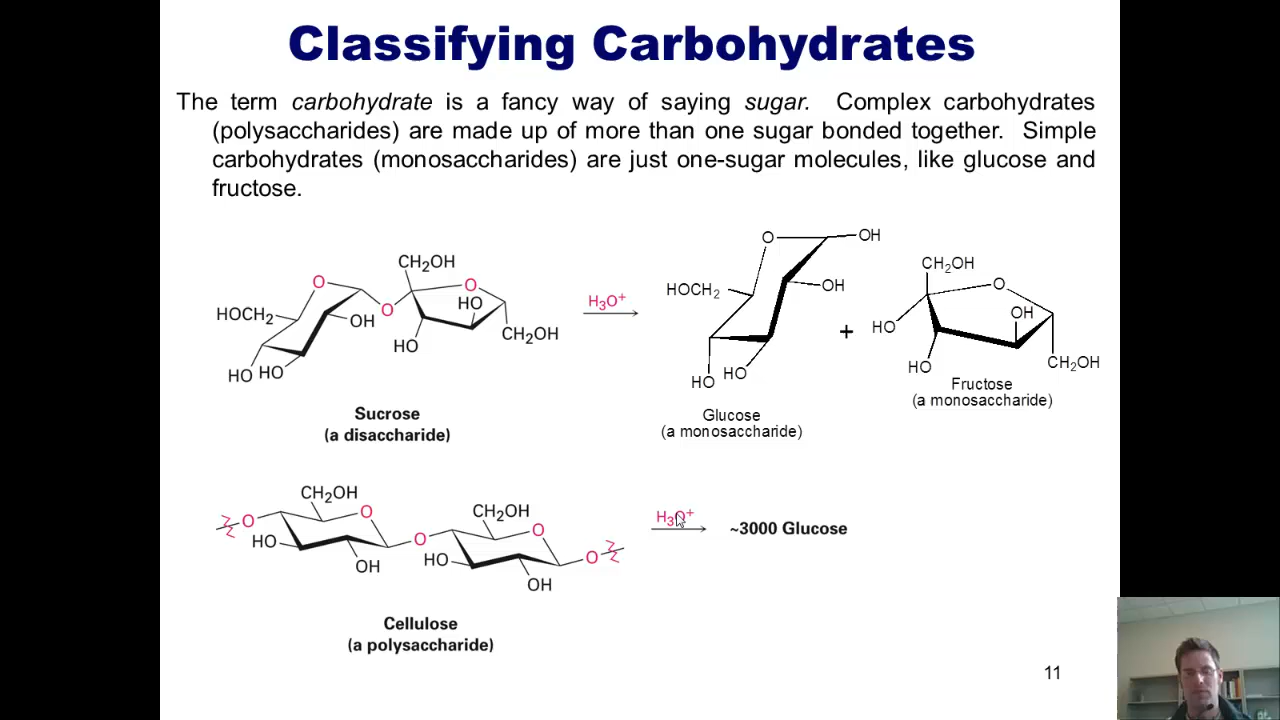 Classifying Carbohydrates
The term carbohydrate is a fancy way of saying sugar. Complex carbohydrates
(polysaccharides) are made up of more than one sugar bonded together. Simple
carbohydrates (monosaccharides) are just one-sugar molecules, like glucose and
fructose.
O
CH₂OH
O
HOCH₂
OH
O
HO
CH₂OH
HO
HO HO
Sucrose
(a disaccharide)
H₃O⁺
O
OH
HOCH₂
OH
HO
HO
Glucose
(a monosaccharide)
+
CH₂OH
O
HO
OH
HO
CH₂OH
Fructose
(a monosaccharide)
CH₂OH
O
O
HO
OH
O
CH₂OH
O
HO
OH
O
Cellulose
(a polysaccharide)
H₃O⁺
~3000 Glucose
11